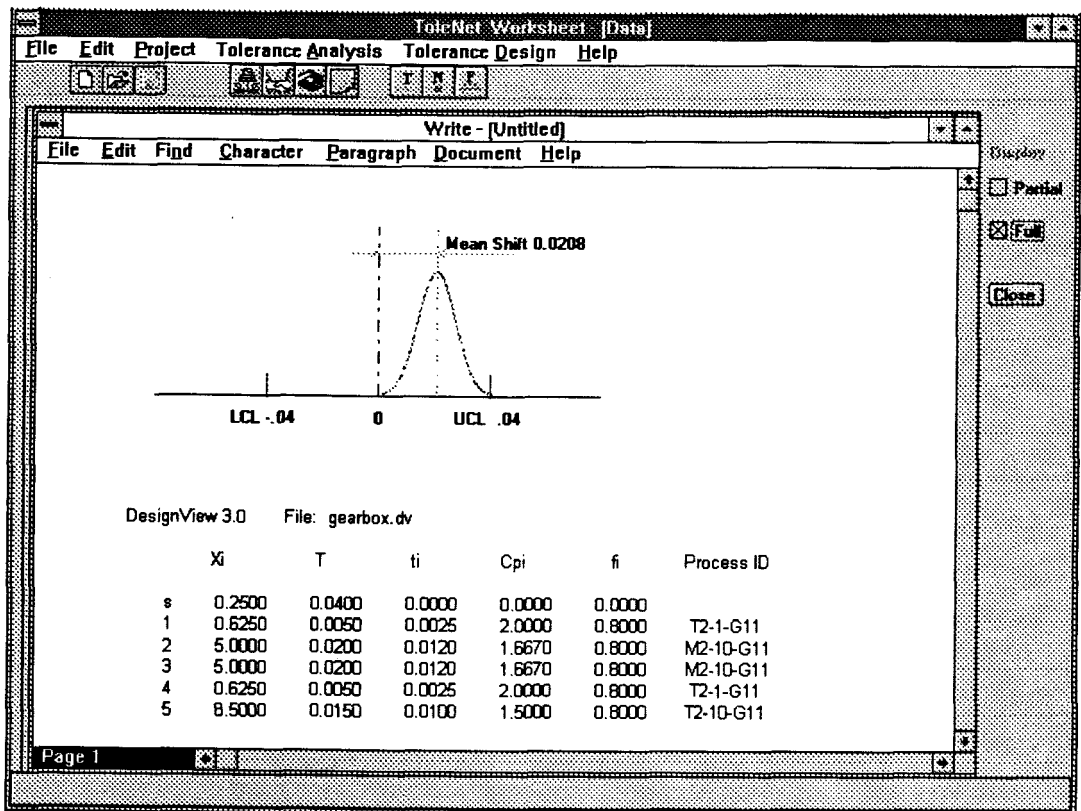 ToleNet Worksheet - [Data]
File Edit Project Tolerance Analysis Tolerance Design Help
T N F
Write - [Untitled]
File Edit Find Character Paragraph Document Help
Display
Partial
Full
Close
Mean Shift 0.0208
LCL -.04 0 UCL .04
DesignView 3.0 File: gearbox.dv
Xi T ti Cpi fi Process ID
s 0.2500 0.0400 0.0000 0.0000 0.0000
1 0.6250 0.0050 0.0025 2.0000 0.8000 T2-1-G11
2 5.0000 0.0200 0.0120 1.6670 0.8000 M2-10-G11
3 5.0000 0.0200 0.0120 1.6670 0.8000 M2-10-G11
4 0.6250 0.0050 0.0025 2.0000 0.8000 T2-1-G11
5 8.5000 0.0150 0.0100 1.5000 0.8000 T2-10-G11
Page 1